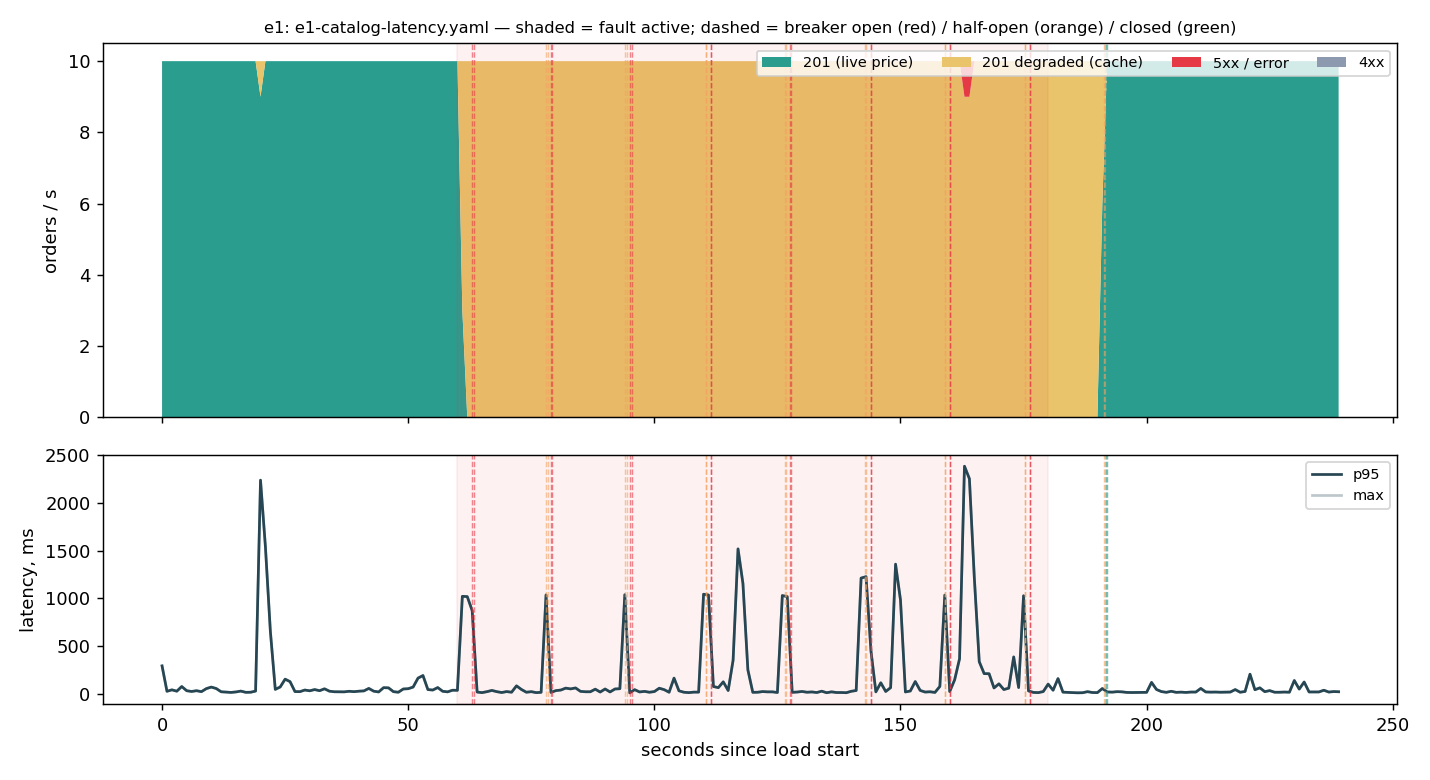 e1: e1-catalog-latency.yaml — shaded = fault active; dashed = breaker open (red) / half-open (orange) / closed (green)
10
8
6
4
2
0
orders / s
201 (live price)
201 degraded (cache)
5xx / error
4xx
2500
2000
1500
1000
500
0
latency, ms
p95
max
0
50
100
150
200
250
seconds since load start